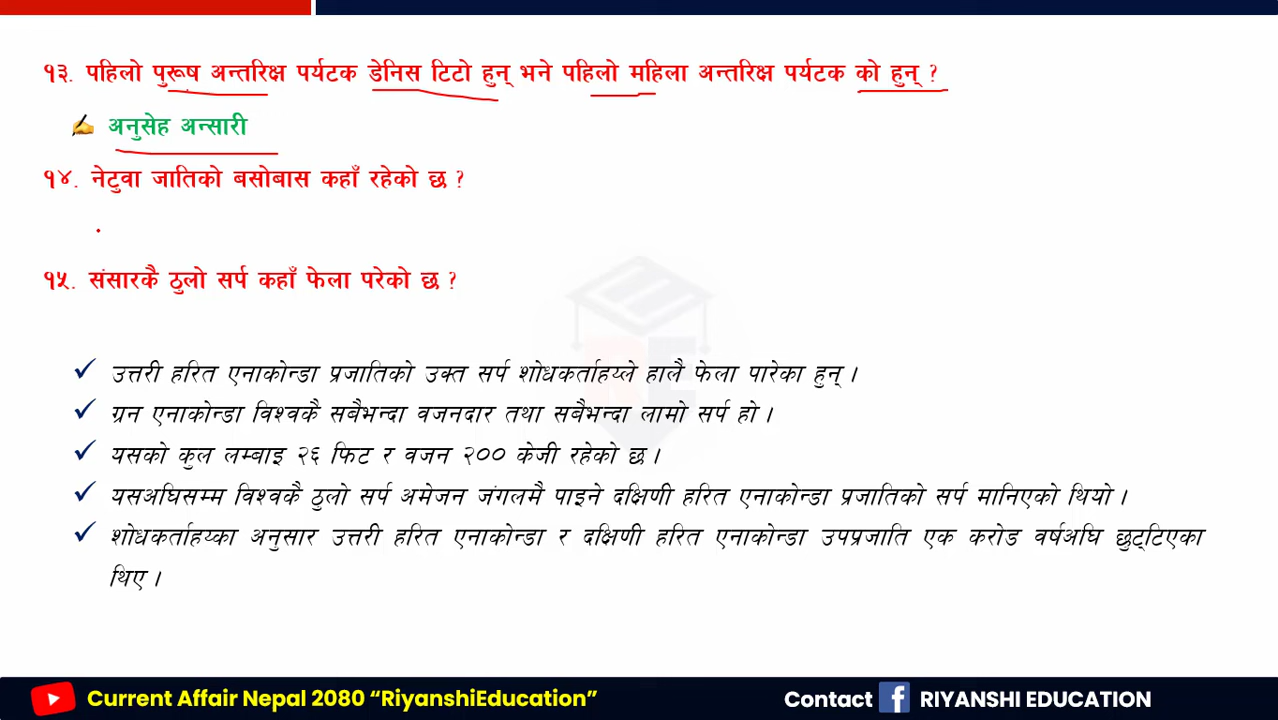 १३. पहिलो पुरूष अन्तरिक्ष पर्यटक डेनिस टिटो हुन् भने पहिलो महिला अन्तरिक्ष पर्यटक को हुन् ?
अनुसेह अन्सारी
१४. नेटुवा जातिको बसोबास कहाँ रहेको छ ?
१५. संसारकै ठुलो सर्प कहाँ फेला परेको छ ?
उत्तरी हरित एनाकोन्डा प्रजातिको उक्त सर्प शोधकर्ताहय्ले हालै फेला पारेका हुन् ।
ग्रन एनाकोन्डा विश्वकै सबैभन्दा वजनदार तथा सबैभन्दा लामो सर्प हो ।
यसको कुल लम्बाइ २६ फिट र वजन २०० केजी रहेको छ ।
यसअघिसम्म विश्वकै ठुलो सर्प अमेजन जंगलमै पाइने दक्षिणी हरित एनाकोन्डा प्रजातिको सर्प मानिएको थियो ।
शोधकर्ताहय्का अनुसार उत्तरी हरित एनाकोन्डा र दक्षिणी हरित एनाकोन्डा उपप्रजाति एक करोड वर्षअघि छुट्टिएका
थिए ।
Current Affair Nepal 2080 “RiyanshiEducation” Contact RIYANSHI EDUCATION